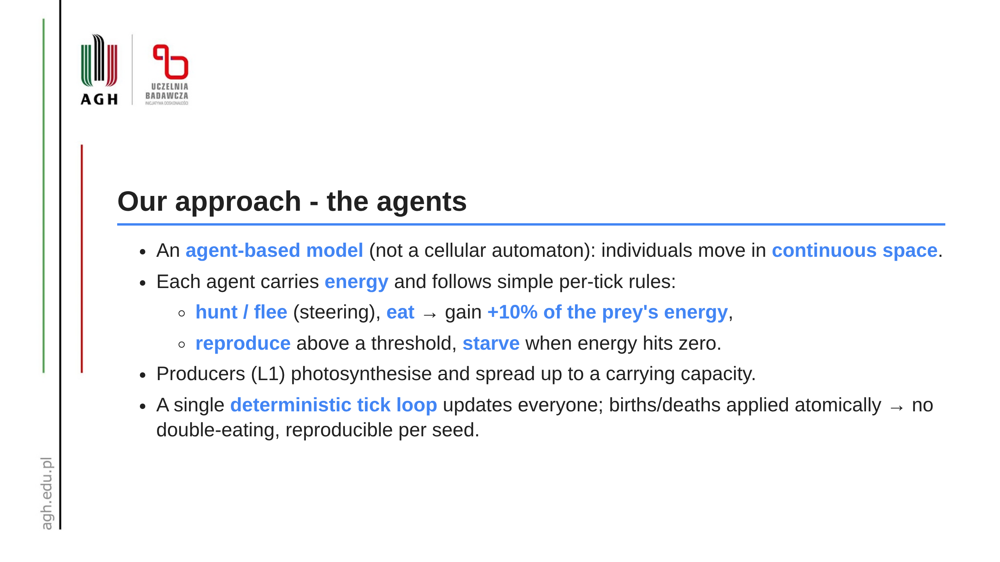 AGH
UCZELNIA
BADAWCZA
INICJATYWA DOSKONAŁOŚCI
Our approach - the agents
• An agent-based model (not a cellular automaton): individuals move in continuous space.
• Each agent carries energy and follows simple per-tick rules:
◦ hunt / flee (steering), eat → gain +10% of the prey's energy,
◦ reproduce above a threshold, starve when energy hits zero.
• Producers (L1) photosynthesise and spread up to a carrying capacity.
• A single deterministic tick loop updates everyone; births/deaths applied atomically → no
double-eating, reproducible per seed.
agh.edu.pl